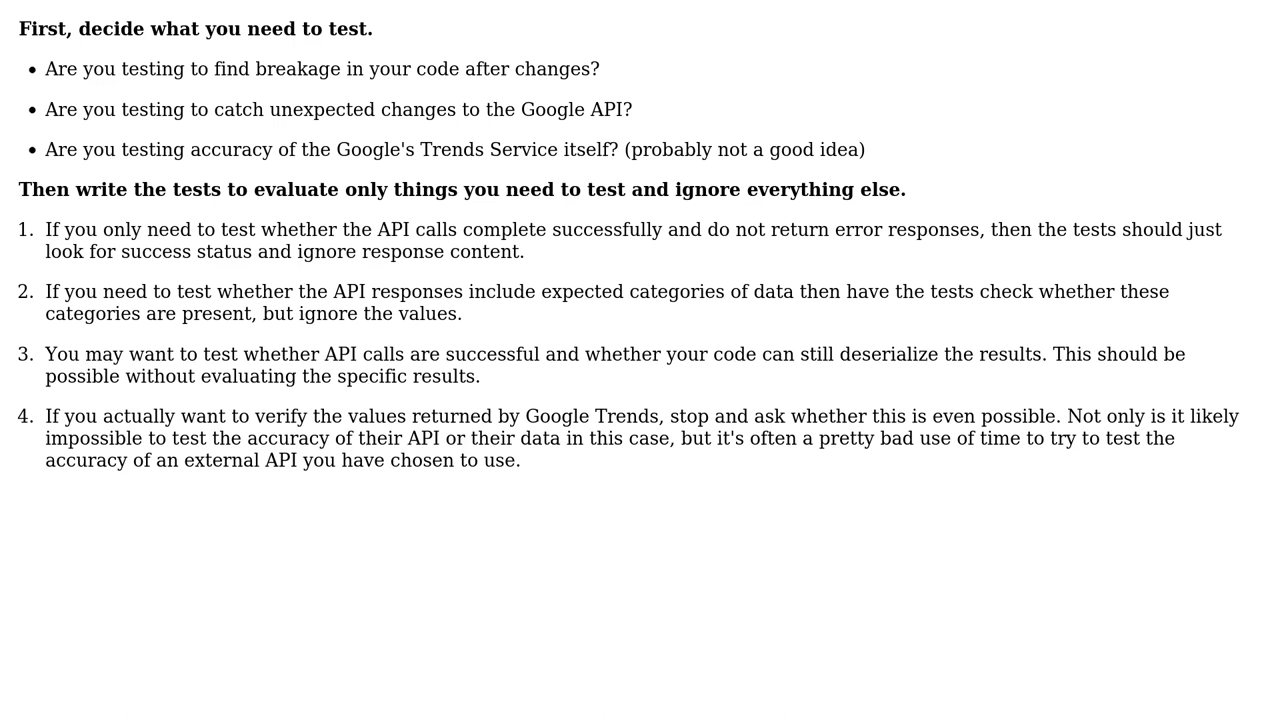 First, decide what you need to test.
• Are you testing to find breakage in your code after changes?
• Are you testing to catch unexpected changes to the Google API?
• Are you testing accuracy of the Google's Trends Service itself? (probably not a good idea)
Then write the tests to evaluate only things you need to test and ignore everything else.
1. If you only need to test whether the API calls complete successfully and do not return error responses, then the tests should just
look for success status and ignore response content.
2. If you need to test whether the API responses include expected categories of data then have the tests check whether these
categories are present, but ignore the values.
3. You may want to test whether API calls are successful and whether your code can still deserialize the results. This should be
possible without evaluating the specific results.
4. If you actually want to verify the values returned by Google Trends, stop and ask whether this is even possible. Not only is it likely
impossible to test the accuracy of their API or their data in this case, but it's often a pretty bad use of time to try to test the
accuracy of an external API you have chosen to use.